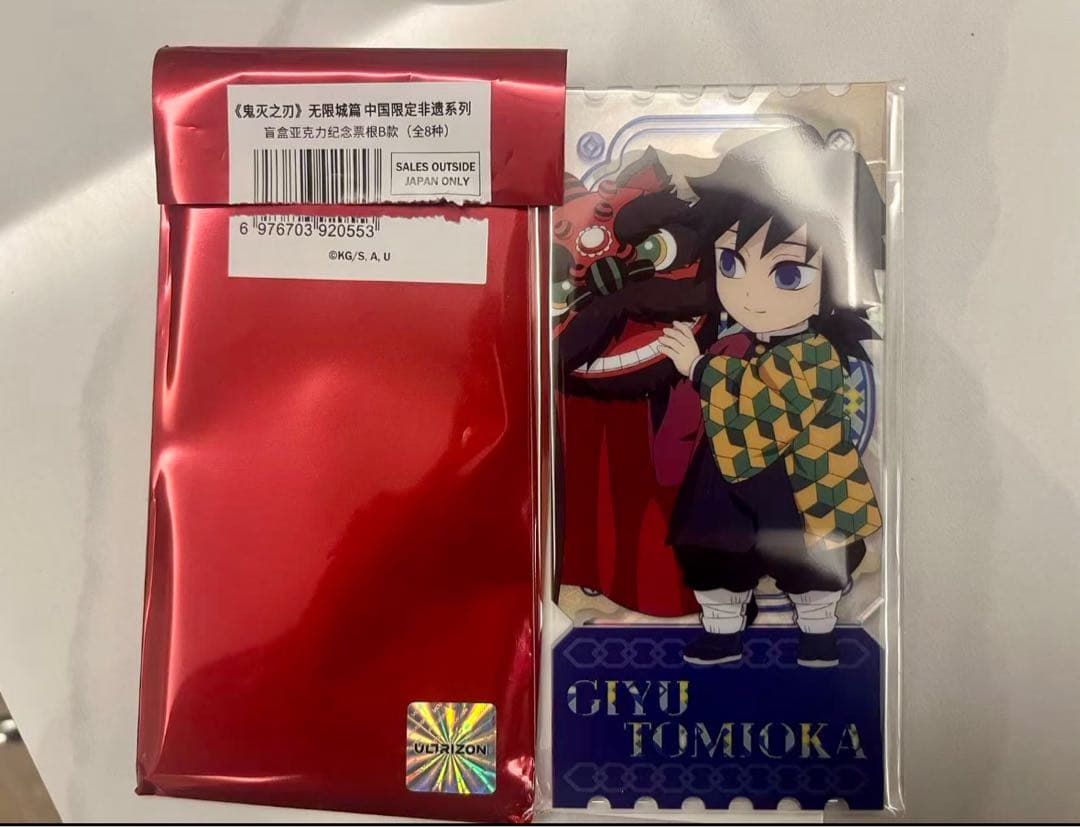 《鬼灭之刃》无限城篇 中国限定非遗系列
盲盒亚克力纪念票根B款（全8种）
SALES OUTSIDE
JAPAN ONLY
6 976703 920553
©KG/S, A, U
ULTRIZON
GIYU
TOMIOKA